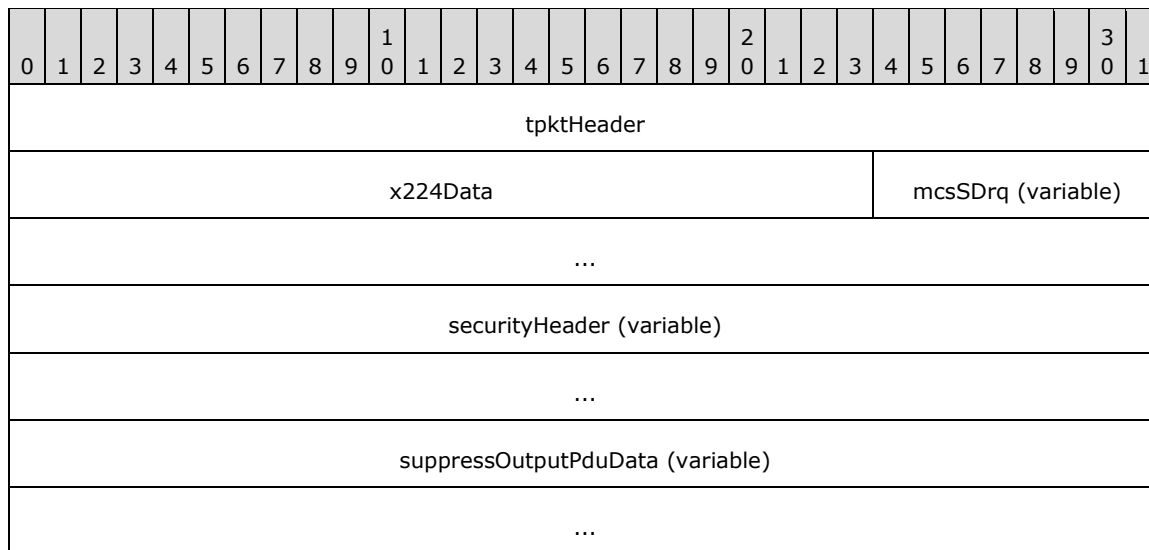 1 2 3
0 1 2 3 4 5 6 7 8 9 0 1 2 3 4 5 6 7 8 9 0 1 2 3 4 5 6 7 8 9 0 1
tpktHeader
x224Data mcsSDrq (variable)
...
securityHeader (variable)
...
suppressOutputPduData (variable)
...